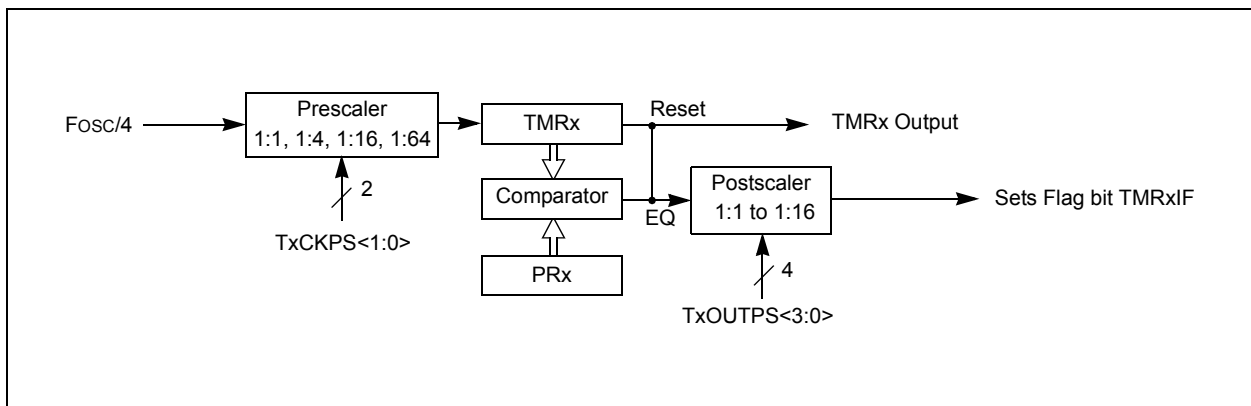 FOSC/4
Prescaler
1:1, 1:4, 1:16, 1:64
2
TxCKPS<1:0>
TMRx
Reset
TMRx Output
Comparator
EQ
PRx
Postscaler
1:1 to 1:16
4
TxOUTPS<3:0>
Sets Flag bit TMRxIF